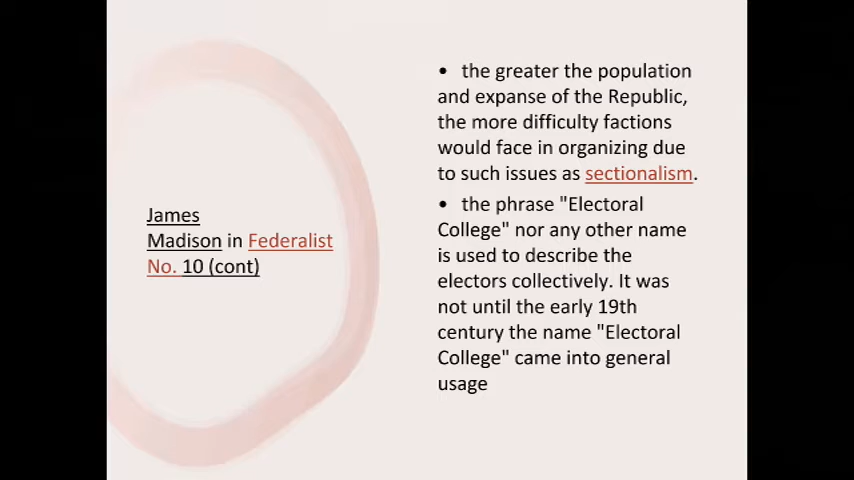 James
Madison in Federalist
No. 10 (cont)
• the greater the population
and expanse of the Republic,
the more difficulty factions
would face in organizing due
to such issues as sectionalism.
• the phrase "Electoral
College" nor any other name
is used to describe the
electors collectively. It was
not until the early 19th
century the name "Electoral
College" came into general
usage